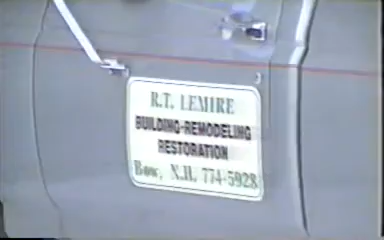 R.T. LEMIRE
BUILDING-REMODELING
RESTORATION
Bow, N.H. 774-5928